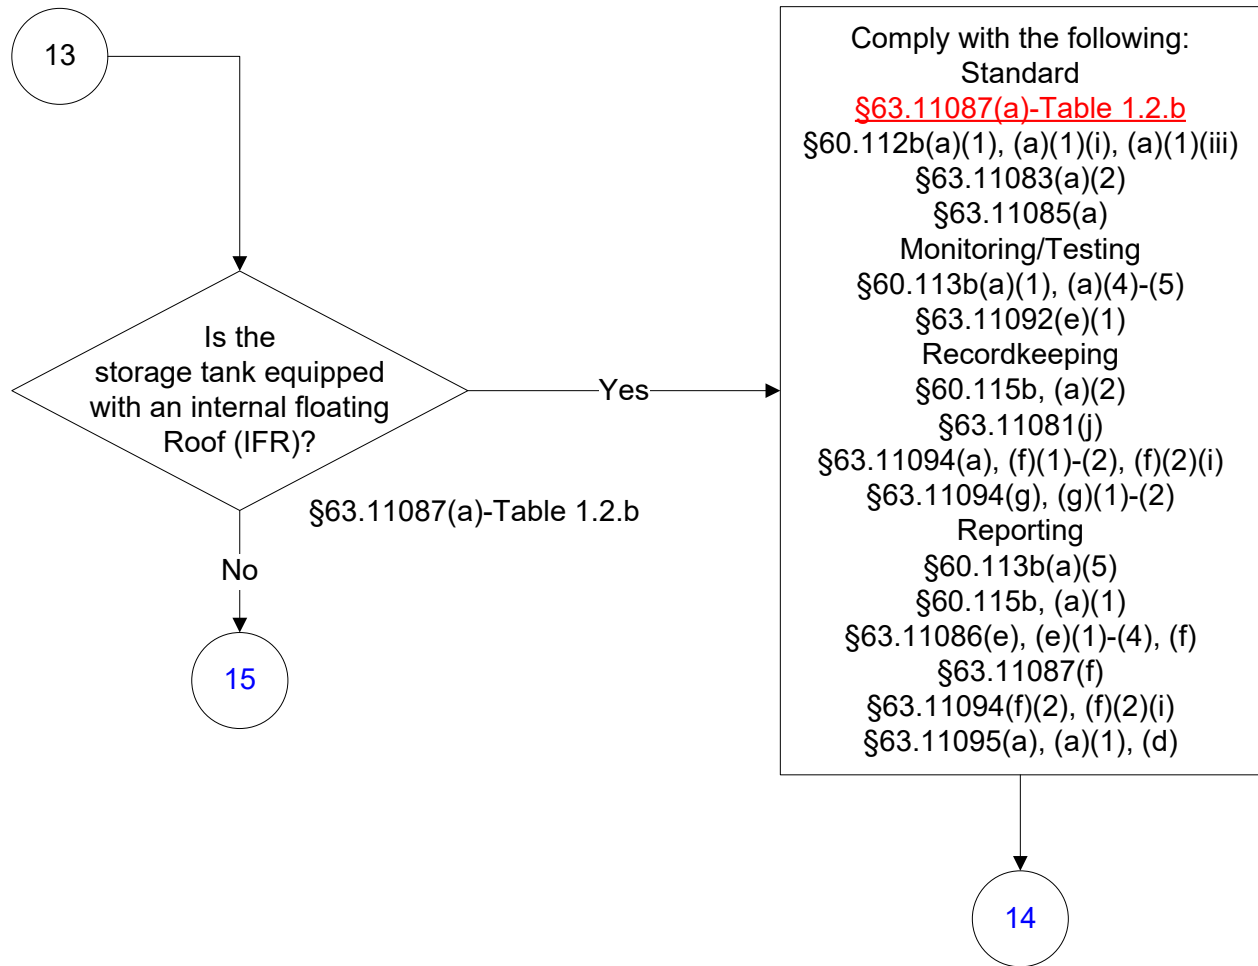 13
Is the
storage tank equipped
with an internal floating
Roof (IFR)?
§63.11087(a)-Table 1.2.b
Yes
No
15
Comply with the following:
Standard
§63.11087(a)-Table 1.2.b
§60.112b(a)(1), (a)(1)(i), (a)(1)(iii)
§63.11083(a)(2)
§63.11085(a)
Monitoring/Testing
§60.113b(a)(1), (a)(4)-(5)
§63.11092(e)(1)
Recordkeeping
§60.115b, (a)(2)
§63.11081(j)
§63.11094(a), (f)(1)-(2), (f)(2)(i)
§63.11094(g), (g)(1)-(2)
Reporting
§60.113b(a)(5)
§60.115b, (a)(1)
§63.11086(e), (e)(1)-(4), (f)
§63.11087(f)
§63.11094(f)(2), (f)(2)(i)
§63.11095(a), (a)(1), (d)
14